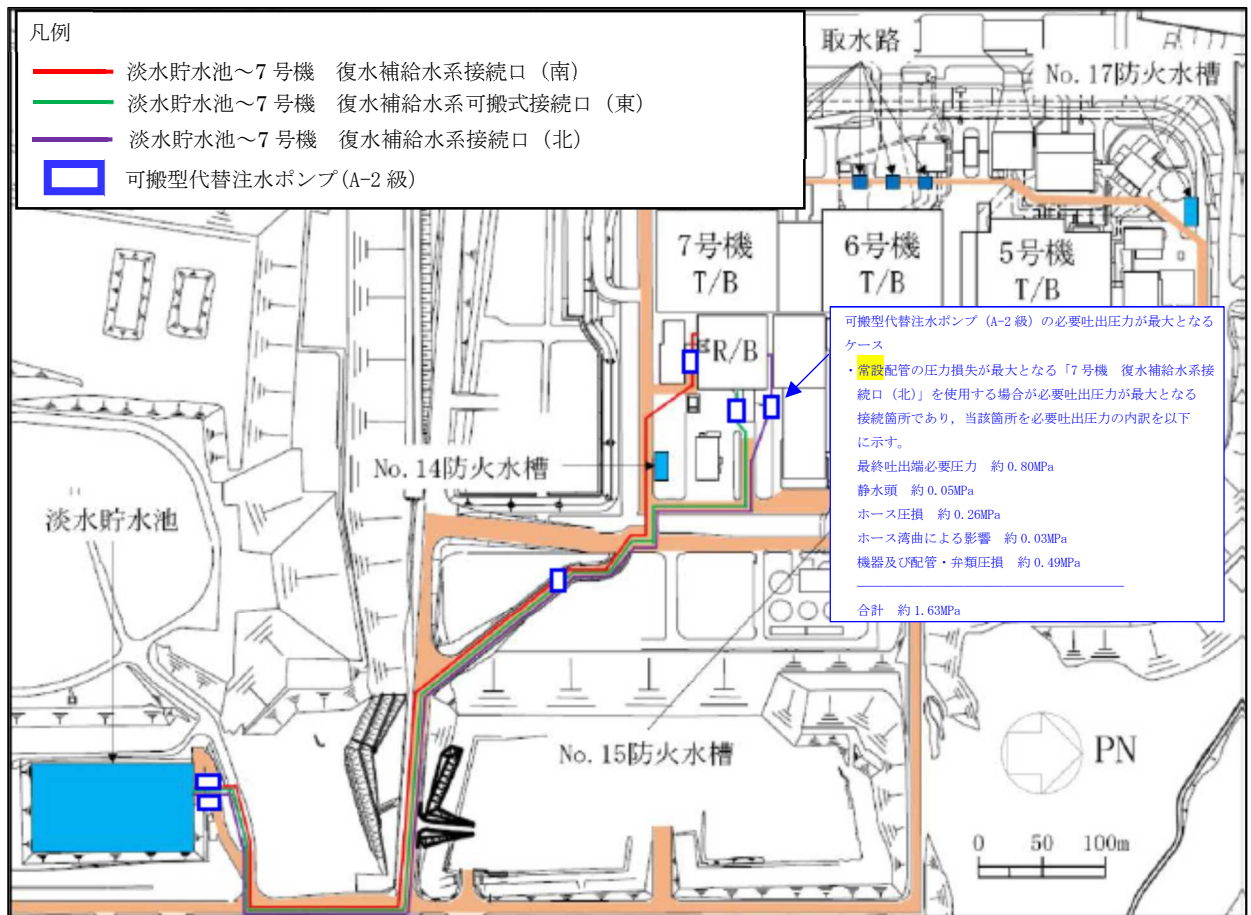 凡例
淡水貯水池～7 号機　復水補給水系接続口（南）
淡水貯水池～7 号機　復水補給水系可搬式接続口（東）
淡水貯水池～7 号機　復水補給水系接続口（北）
可搬型代替注水ポンプ(A-2 級)
取水路
No. 17防火水槽
7号機
T/B
6号機
T/B
5号機
T/B
R/B
可搬型代替注水ポンプ（A-2 級）の必要吐出圧力が最大となる
ケース
・常設配管の圧力損失が最大となる「7 号機　復水補給水系接
続口（北）」を使用する場合が必要吐出圧力が最大となる
接続箇所であり，当該箇所を必要吐出圧力の内訳を以下
に示す。
最終吐出端必要圧力　約 0.80MPa
静水頭　約 0.05MPa
ホース圧損　約 0.26MPa
ホース湾曲による影響　約 0.03MPa
機器及び配管・弁類圧損　約 0.49MPa
合計　約 1.63MPa
No. 14防火水槽
淡水貯水池
No. 15防火水槽
PN
0 50 100m